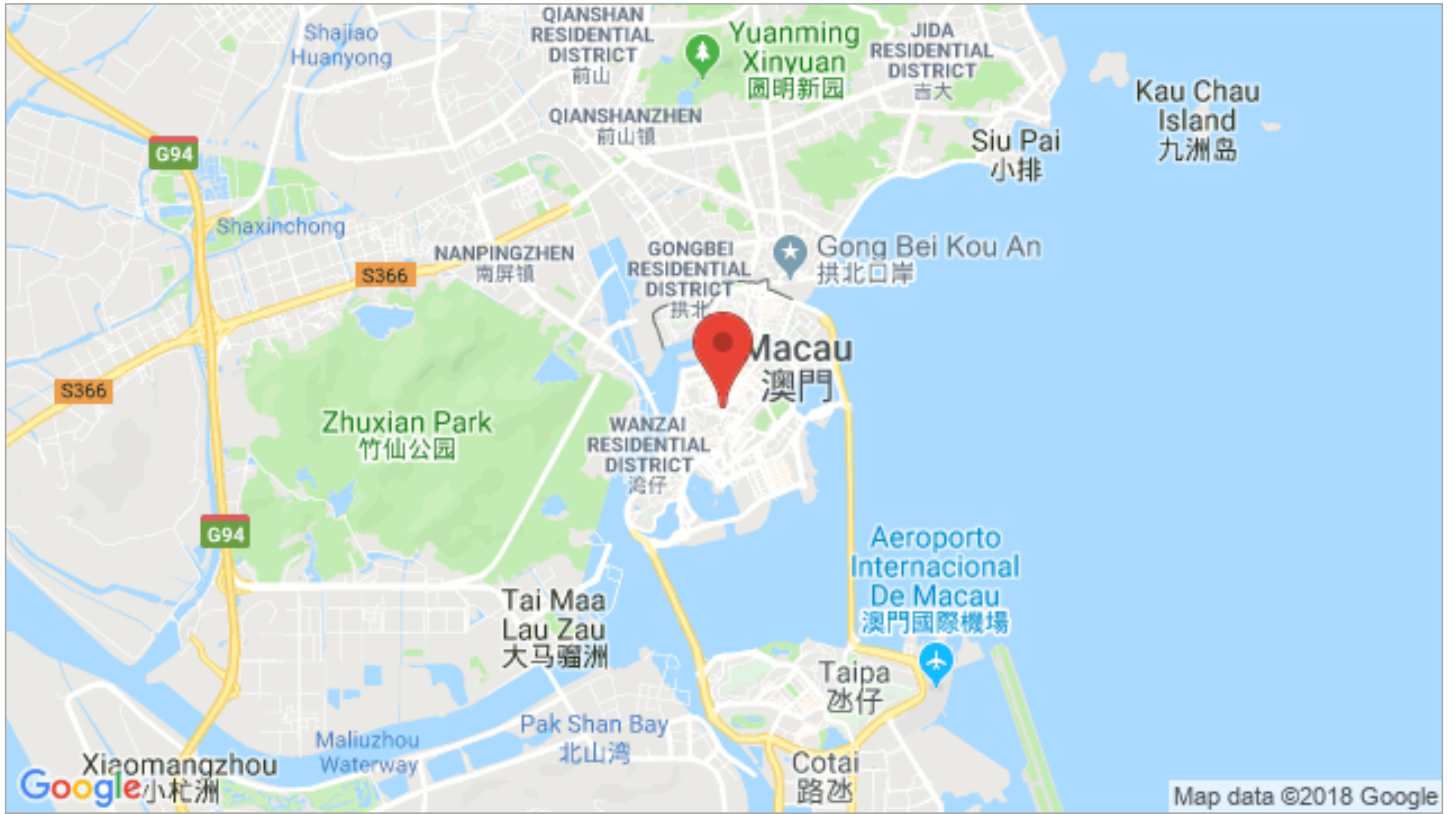 QIANSHAN
RESIDENTIAL
DISTRICT
前山
Shajiao
Huanyong
Yuanming
Xinyuan
圆明新园
JIDA
RESIDENTIAL
DISTRICT
吉大
Kau Chau
Island
九洲岛
QIANSHANZHEN
前山镇
Siu Pai
小排
G94
Shaxinchong
NANPINGZHEN
南屏镇
GONGBEI
RESIDENTIAL
DISTRICT
拱北
Gong Bei Kou An
拱北口岸
S366
Macau
澳門
S366
Zhuxian Park
竹仙公园
WANZAI
RESIDENTIAL
DISTRICT
湾仔
G94
Aeroporto
Internacional
De Macau
澳門國際機場
Tai Maa
Lau Zau
大马骝洲
Taipa
氹仔
Pak Shan Bay
北山湾
Maliuzhou
Waterway
Xiaomangzhou
小杧洲
Cotai
路氹
Google
Map data ©2018 Google